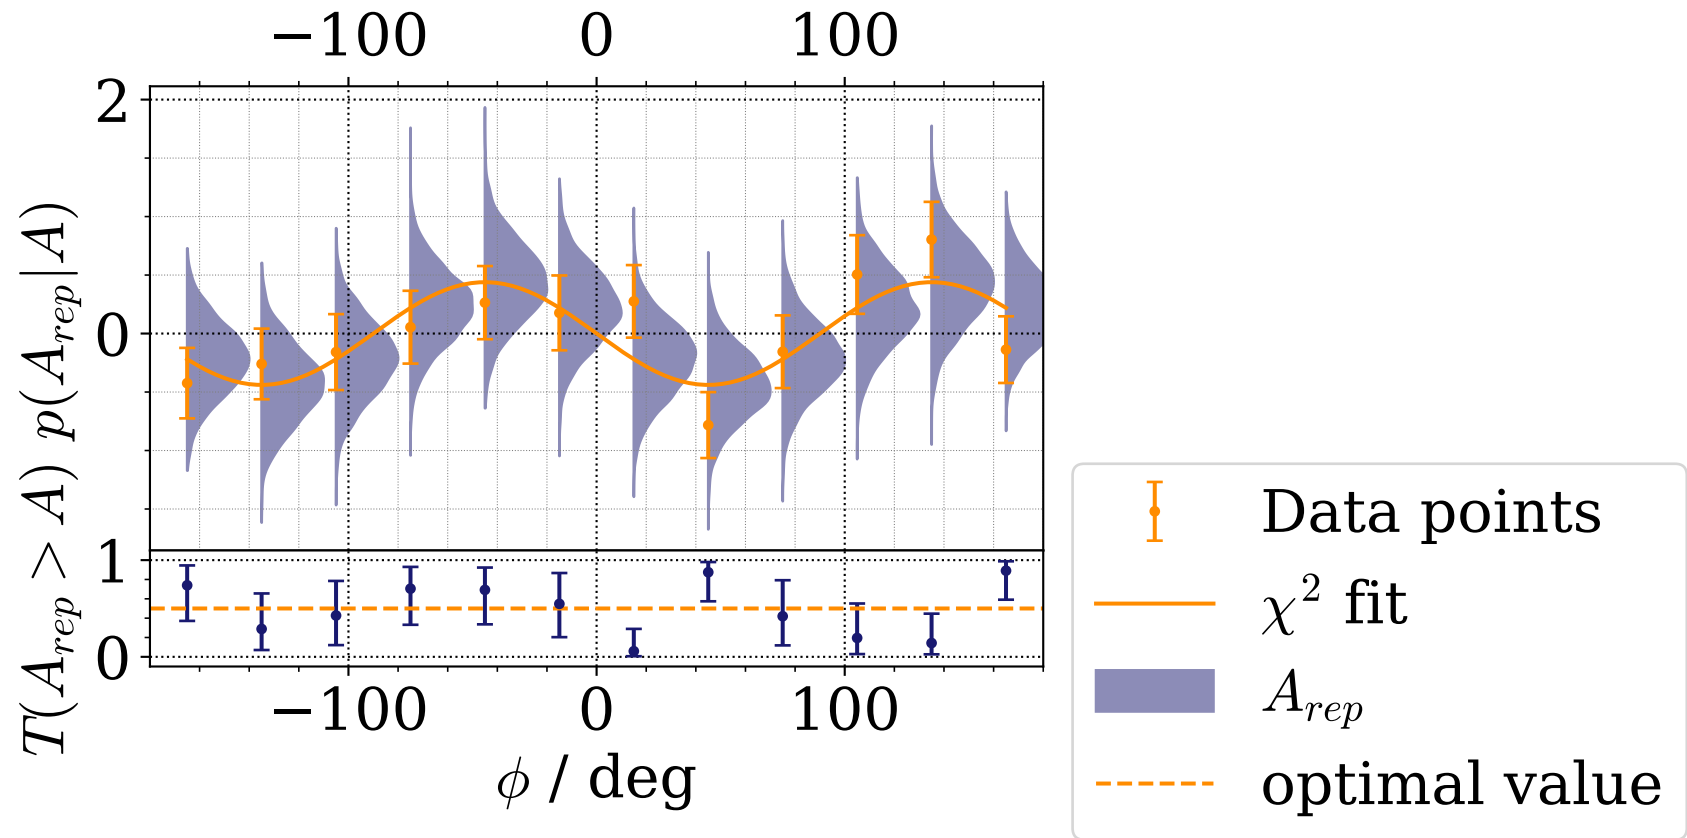 −100 0 100
2
0
p(A_rep|A)
1
0
T(A_rep > A)
−100 0 100
ϕ / deg
Data points
χ² fit
A_rep
optimal value